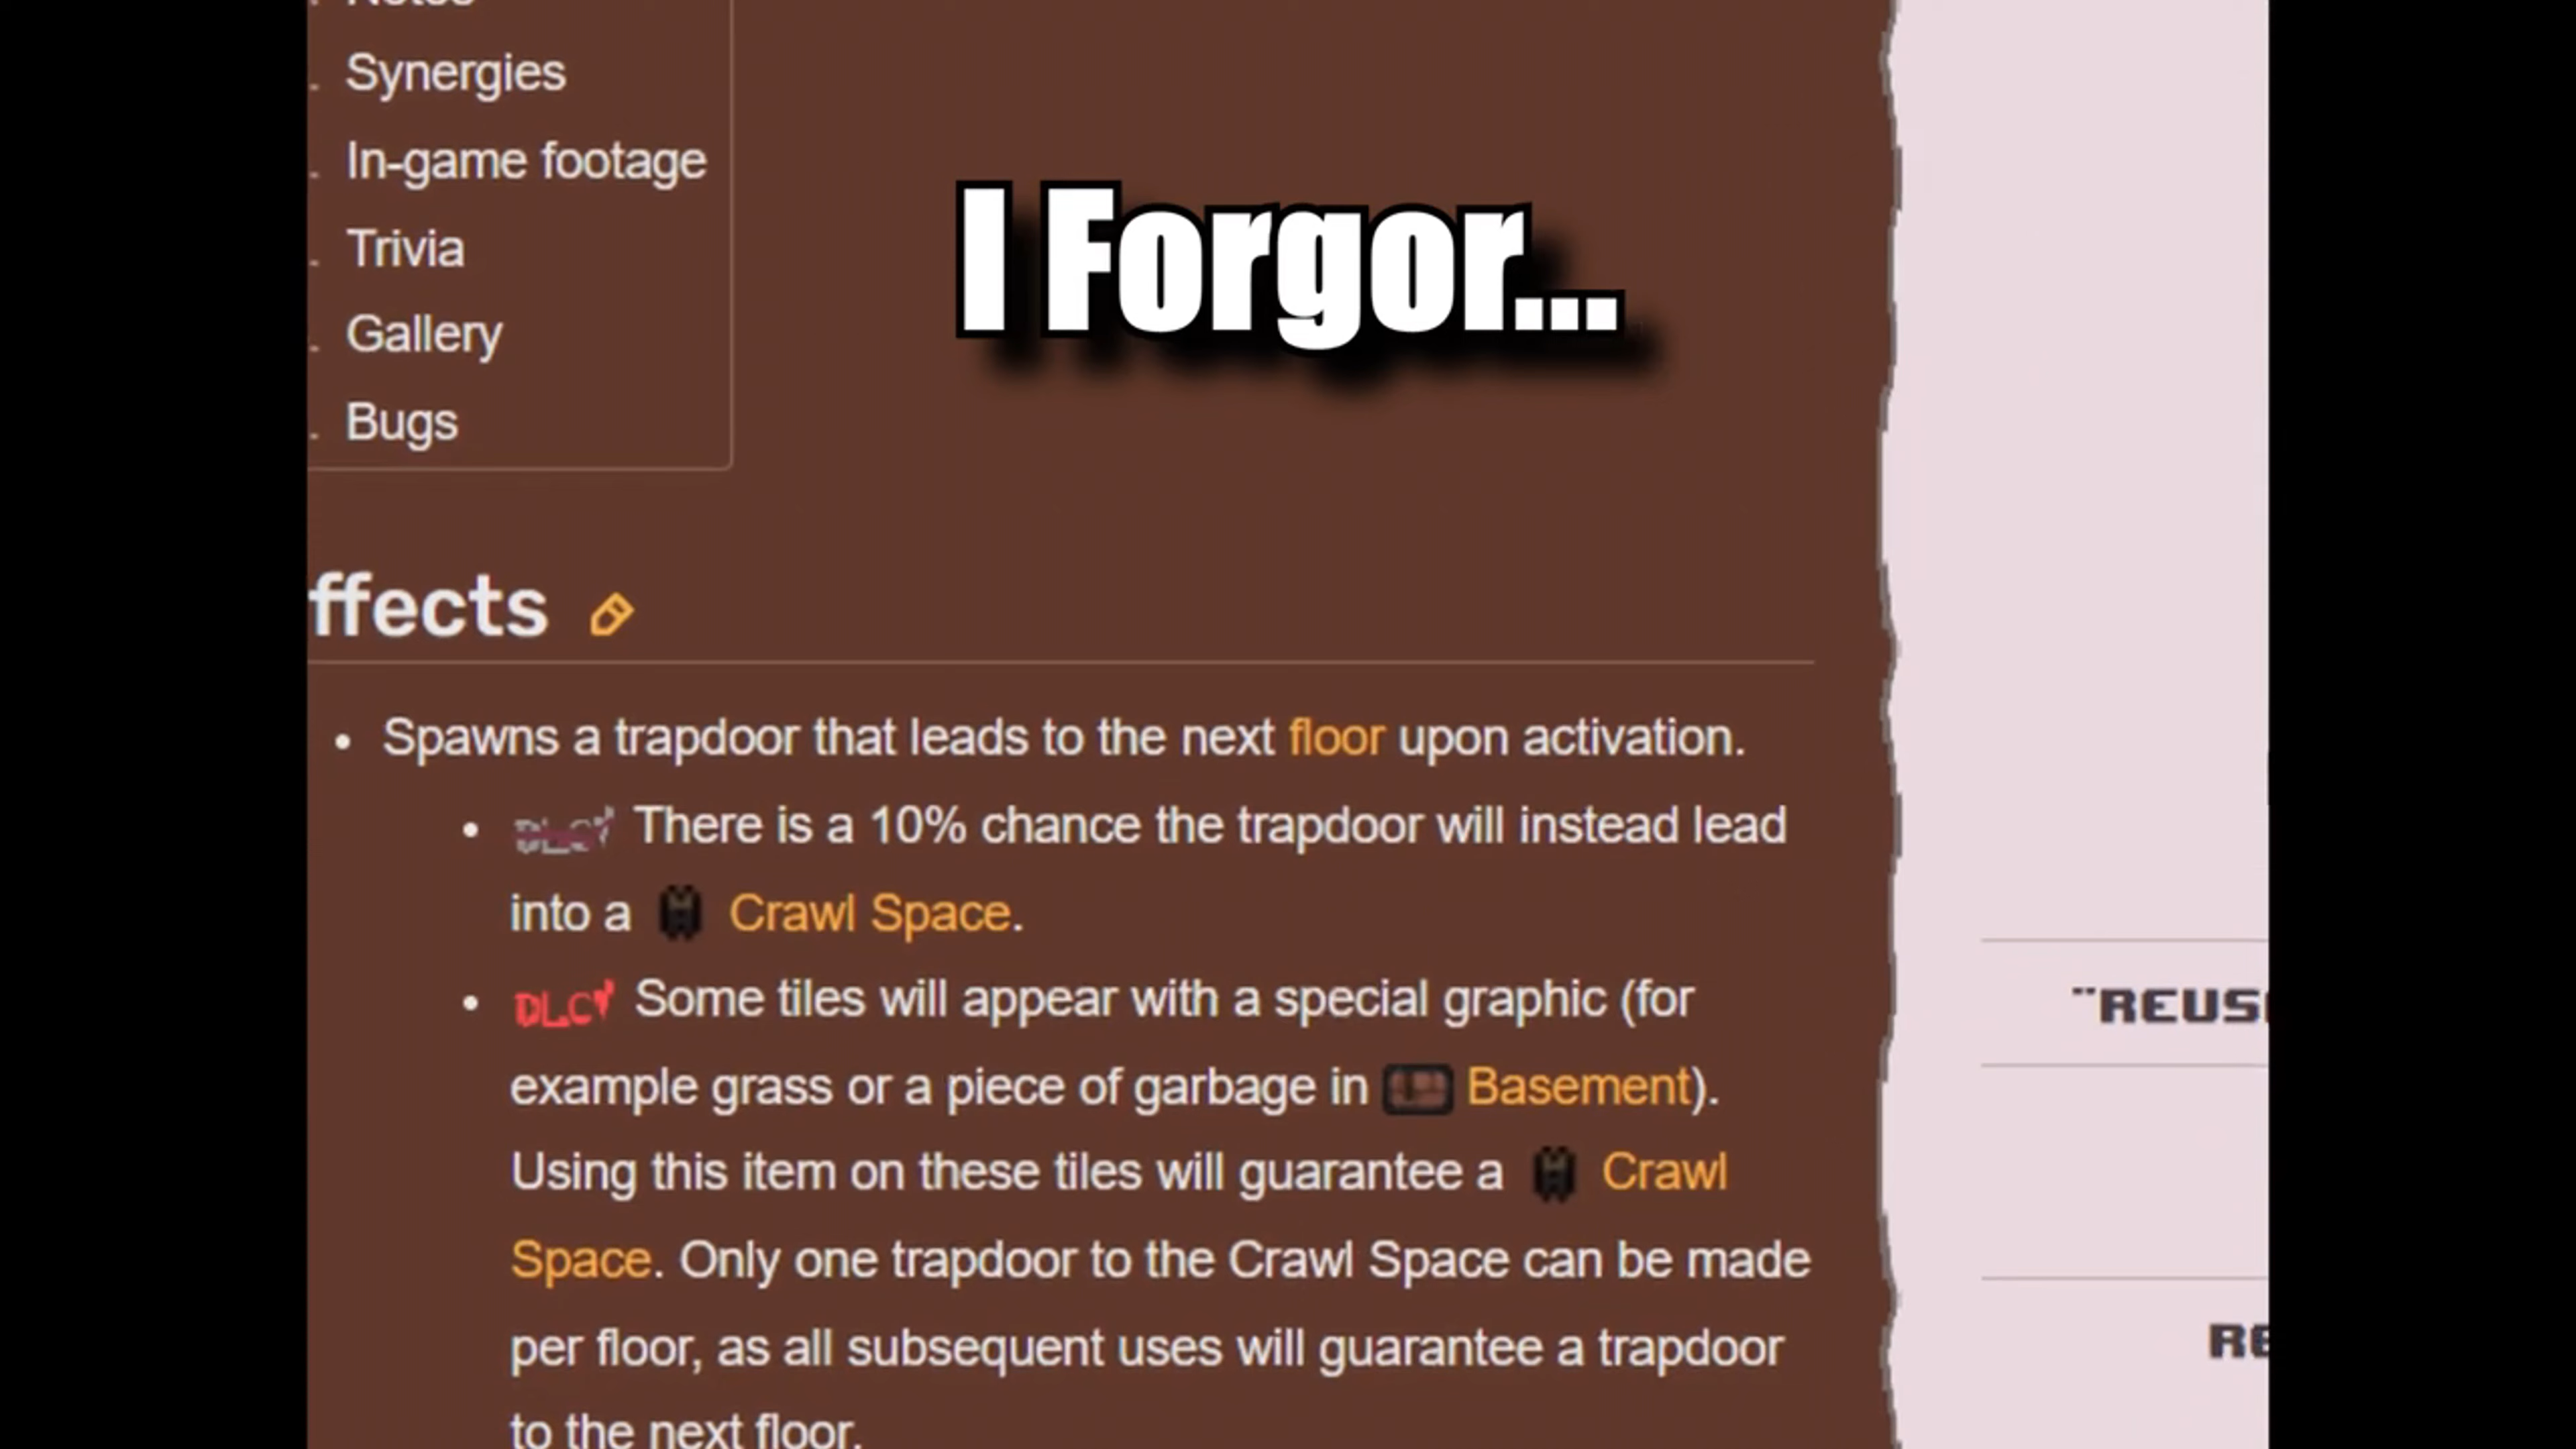 Synergies
In-game footage
Trivia
Gallery
Bugs
I Forgor...
ffects
• Spawns a trapdoor that leads to the next floor upon activation.
• DLC There is a 10% chance the trapdoor will instead lead
into a Crawl Space.
• DLC Some tiles will appear with a special graphic (for
example grass or a piece of garbage in Basement).
Using this item on these tiles will guarantee a Crawl
Space. Only one trapdoor to the Crawl Space can be made
per floor, as all subsequent uses will guarantee a trapdoor
to the next floor.
"REUS
RE